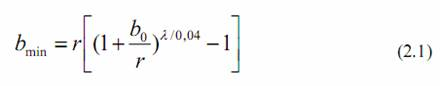 b_min = r[(1 + b_0/r)^{λ/0,04} − 1] (2.1)